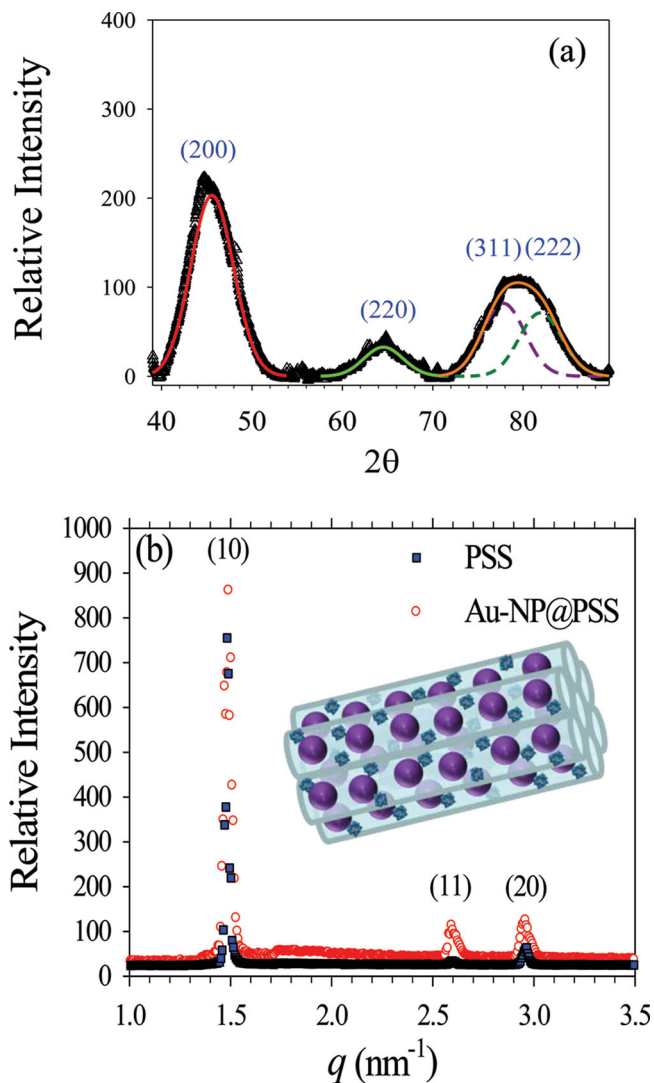 (a)
Relative Intensity
400
300
200
100
0
(200)
(220)
(311) (222)
40 50 60 70 80
2θ
(b)
Relative Intensity
1000
900
800
700
600
500
400
300
200
100
0
(10)
PSS
Au-NP@PSS
(11)
(20)
1.0 1.5 2.0 2.5 3.0 3.5
q (nm⁻¹)